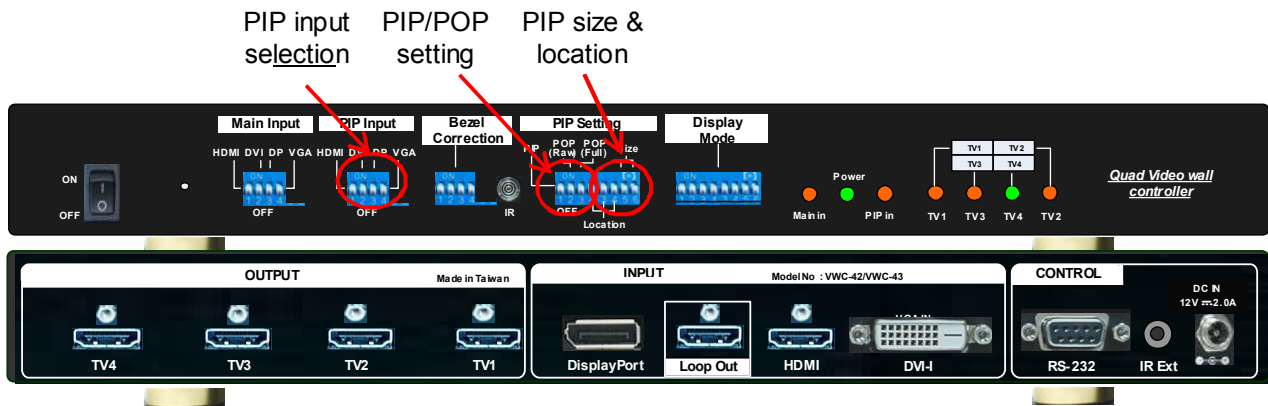 PIP input selection
PIP/POP setting
PIP size & location
Main Input
PIP Input
Bezel Correction
PIP Setting
Display Mode
HDMI DVI DP VGA
HDMI DP VGA
POP (Raw)
POP (Full)
ON
OFF
ON
1 2 3 4
OFF
ON
1 2 3 4
OFF
ON
1 2 3 4
IR
ON
OFF
Location
ON
Main in
Power
PIP in
TV1 TV2
TV3 TV4
TV1 TV3 TV4 TV2
Quad Video wall controller
OUTPUT
Made in Taiwan
TV4
TV3
TV2
TV1
INPUT
Model No : VWC-42/VWC-43
DisplayPort
Loop Out
HDMI
DVI-I
CONTROL
RS-232
IR Ext
DC IN
12V 2.0A